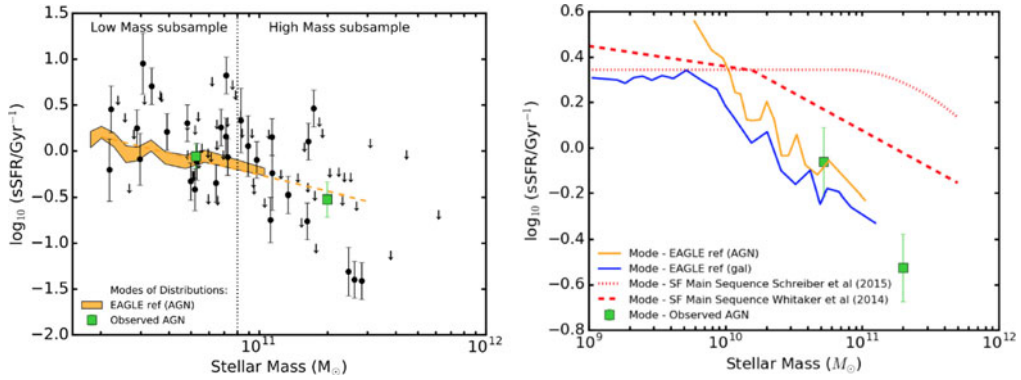 Low Mass subsample
High Mass subsample
1.5
1.0
0.5
0.0
−0.5
−1.0
−1.5
−2.0
log10 (sSFR/Gyr−1)
Modes of Distributions:
EAGLE ref (AGN)
Observed AGN
10^11
10^12
Stellar Mass (M⊙)
0.6
0.4
0.2
0.0
−0.2
−0.4
−0.6
−0.8
log10 (sSFR/Gyr−1)
Mode - EAGLE ref (AGN)
Mode - EAGLE ref (gal)
Mode - SF Main Sequence Schreiber et al (2015)
Mode - SF Main Sequence Whitaker et al (2014)
Mode - Observed AGN
10^9
10^10
10^11
10^12
Stellar Mass (M⊙)